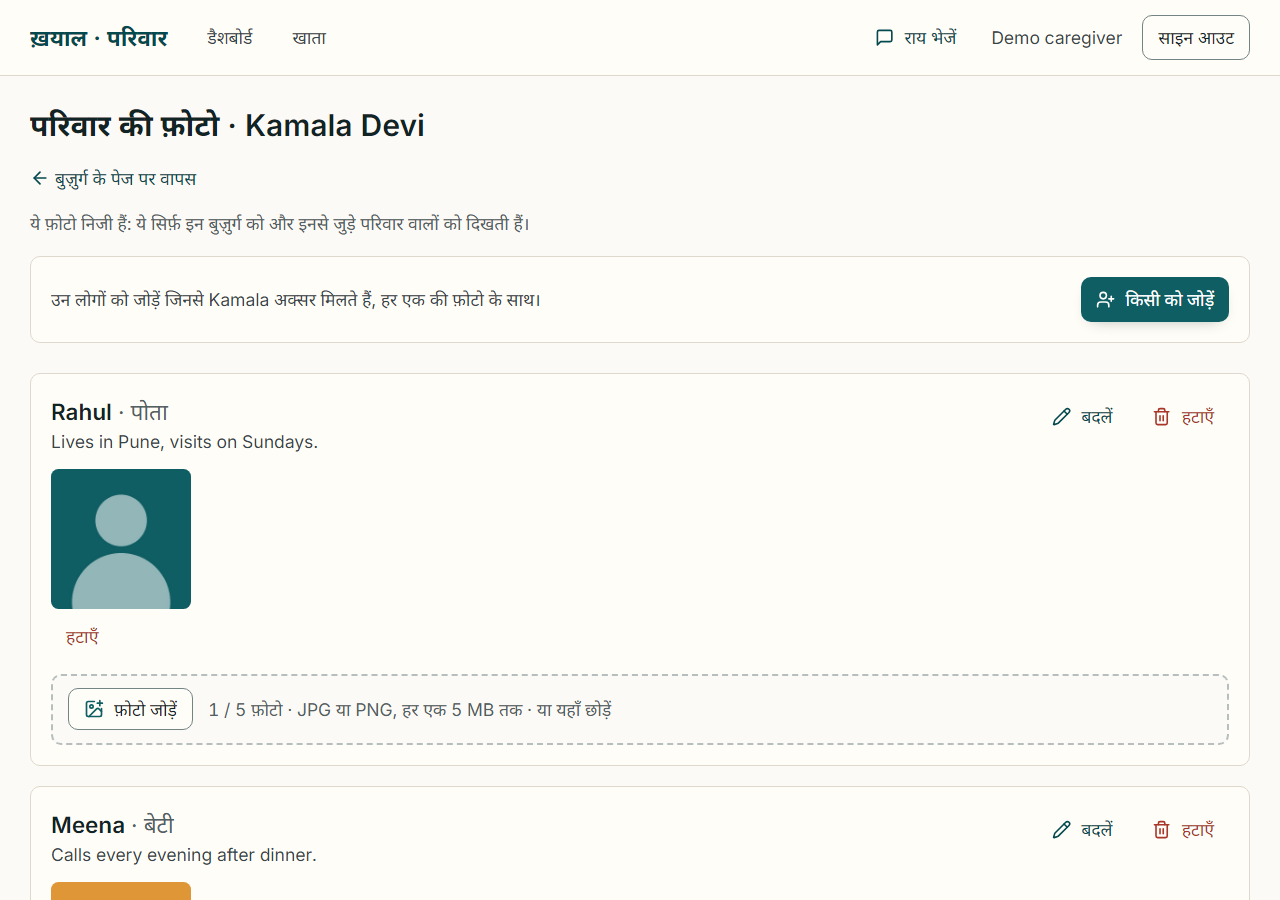 ख़याल · परिवार
डैशबोर्ड
खाता
राय भेजें
Demo caregiver
साइन आउट
परिवार की फ़ोटो · Kamala Devi
बुज़ुर्ग के पेज पर वापस
ये फ़ोटो निजी हैं: ये सिर्फ़ इन बुज़ुर्ग को और इनसे जुड़े परिवार वालों को दिखती हैं।
उन लोगों को जोड़ें जिनसे Kamala अक्सर मिलते हैं, हर एक की फ़ोटो के साथ।
किसी को जोड़ें
Rahul · पोता
बदलें
हटाएँ
Lives in Pune, visits on Sundays.
हटाएँ
फ़ोटो जोड़ें
1 / 5 फ़ोटो · JPG या PNG, हर एक 5 MB तक · या यहाँ छोड़ें
Meena · बेटी
बदलें
हटाएँ
Calls every evening after dinner.